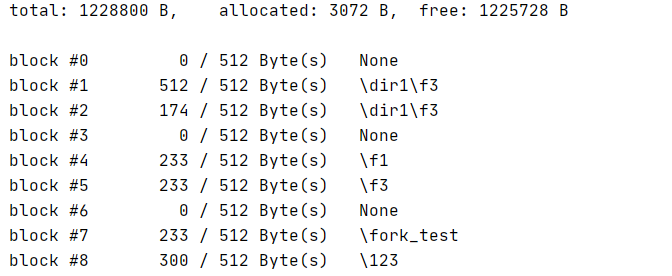 total: 1228800 B,    allocated: 3072 B,  free: 1225728 B
block #0         0 / 512 Byte(s)   None
block #1       512 / 512 Byte(s)   \dir1\f3
block #2       174 / 512 Byte(s)   \dir1\f3
block #3         0 / 512 Byte(s)   None
block #4       233 / 512 Byte(s)   \f1
block #5       233 / 512 Byte(s)   \f3
block #6         0 / 512 Byte(s)   None
block #7       233 / 512 Byte(s)   \fork_test
block #8       300 / 512 Byte(s)   \123